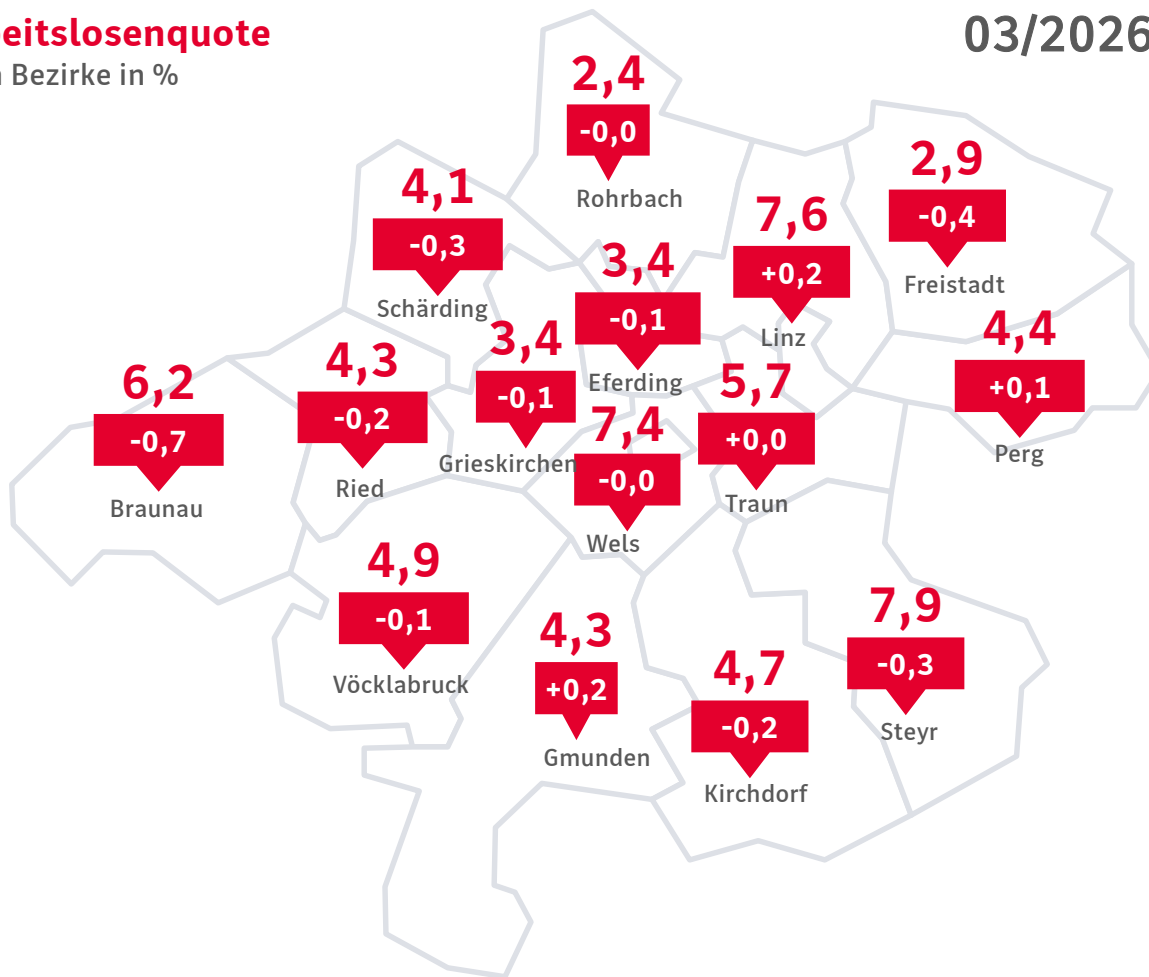 eitslosenquote
Bezirke in %
03/2026
2,4
-0,0
Rohrbach
4,1
-0,3
Schärding
2,9
-0,4
Freistadt
7,6
+0,2
Linz
3,4
-0,1
Eferding
4,4
+0,1
Perg
3,4
-0,1
Grieskirchen
4,3
-0,2
Ried
6,2
-0,7
Braunau
5,7
+0,0
Traun
7,4
-0,0
Wels
4,9
-0,1
Vöcklabruck
4,3
+0,2
Gmunden
4,7
-0,2
Kirchdorf
7,9
-0,3
Steyr